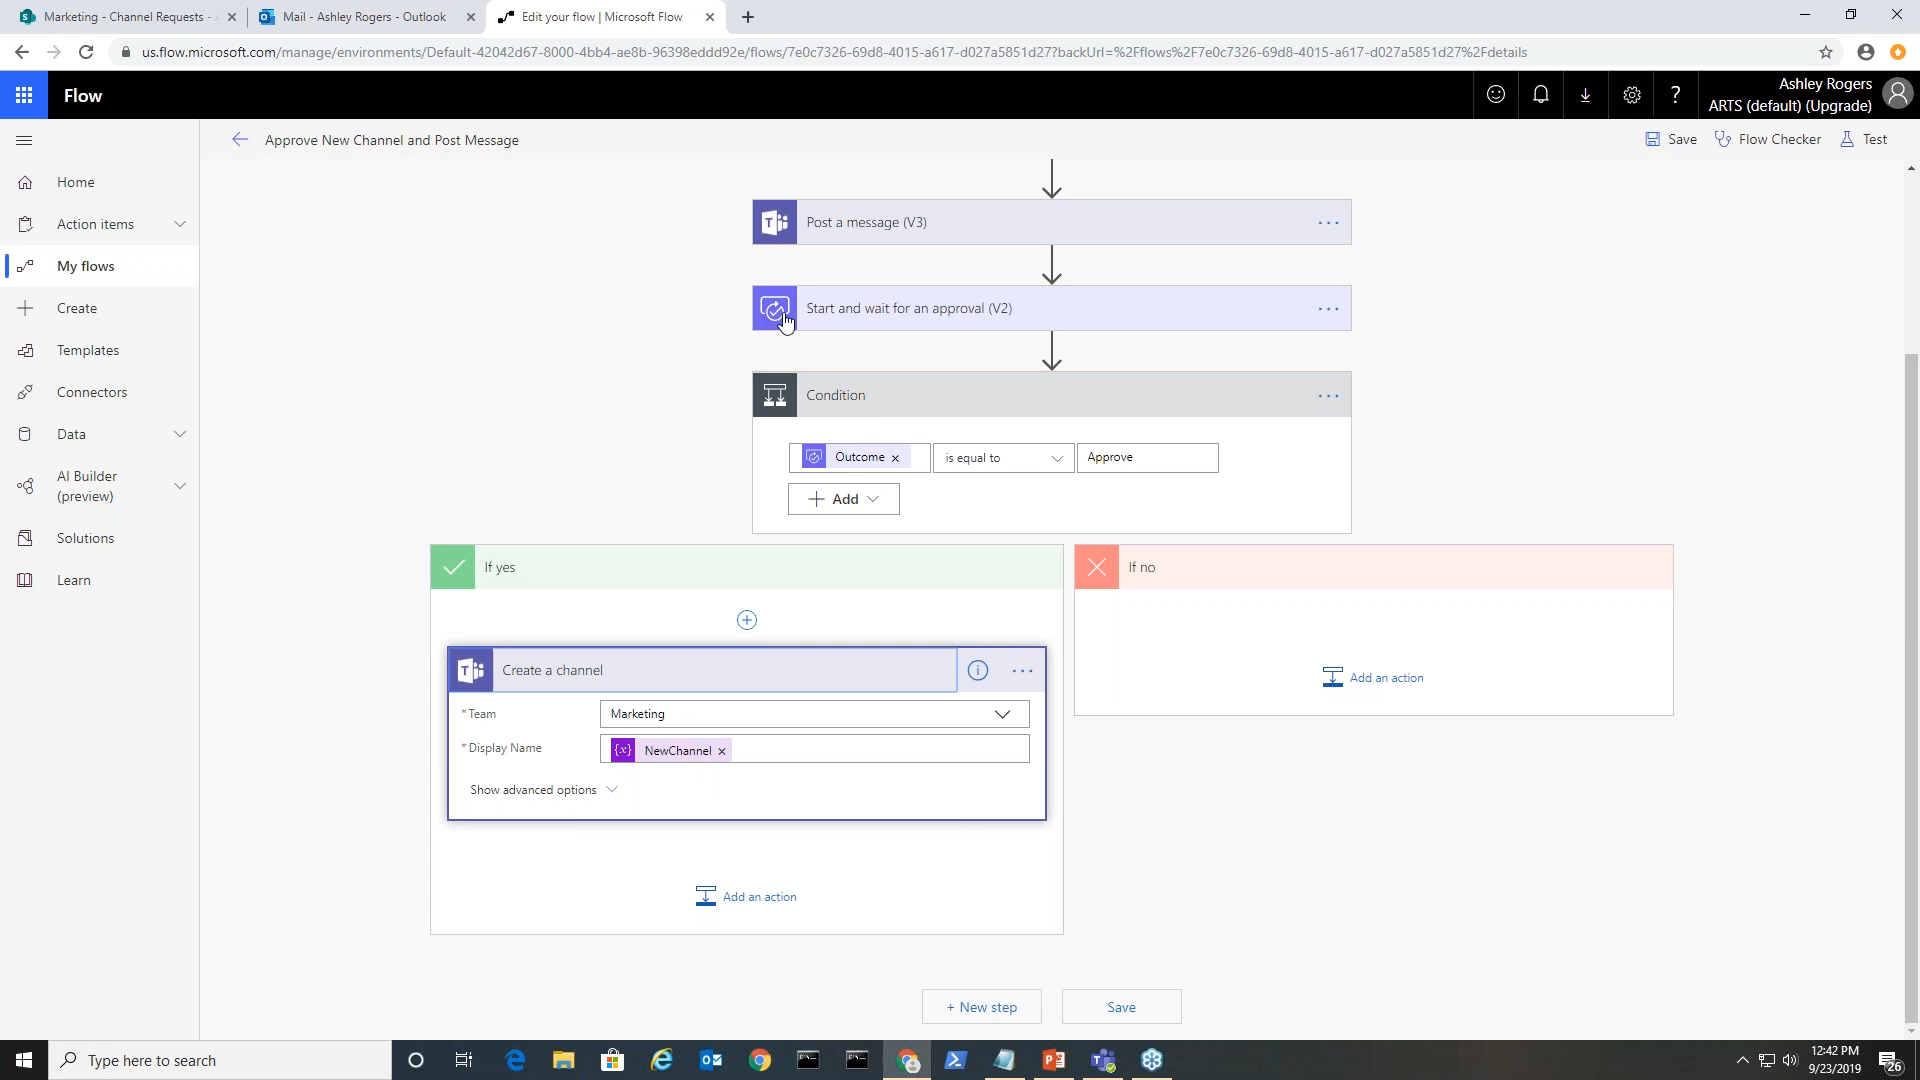 Marketing - Channel Requests -
Mail - Ashley Rogers - Outlook
Edit your flow | Microsoft Flow
us.flow.microsoft.com/manage/environments/Default-42042d67-8000-4bb4-ae8b-96398eddd92e/flows/7e0c7326-69d8-4015-a617-d027a5851d27?backUrl=%2Fflows%2F7e0c7326-69d8-4015-a617-d027a5851d27%2Fdetails
Flow
Ashley Rogers
ARTS (default) (Upgrade)
Approve New Channel and Post Message
Save
Flow Checker
Test
Home
Action items
My flows
Create
Templates
Connectors
Data
AI Builder
(preview)
Solutions
Learn
Post a message (V3)
Start and wait for an approval (V2)
Condition
Outcome
is equal to
Approve
+ Add
If yes
If no
Create a channel
* Team
Marketing
* Display Name
NewChannel
Show advanced options
Add an action
Add an action
+ New step
Save
Type here to search
12:42 PM
9/23/2019
26